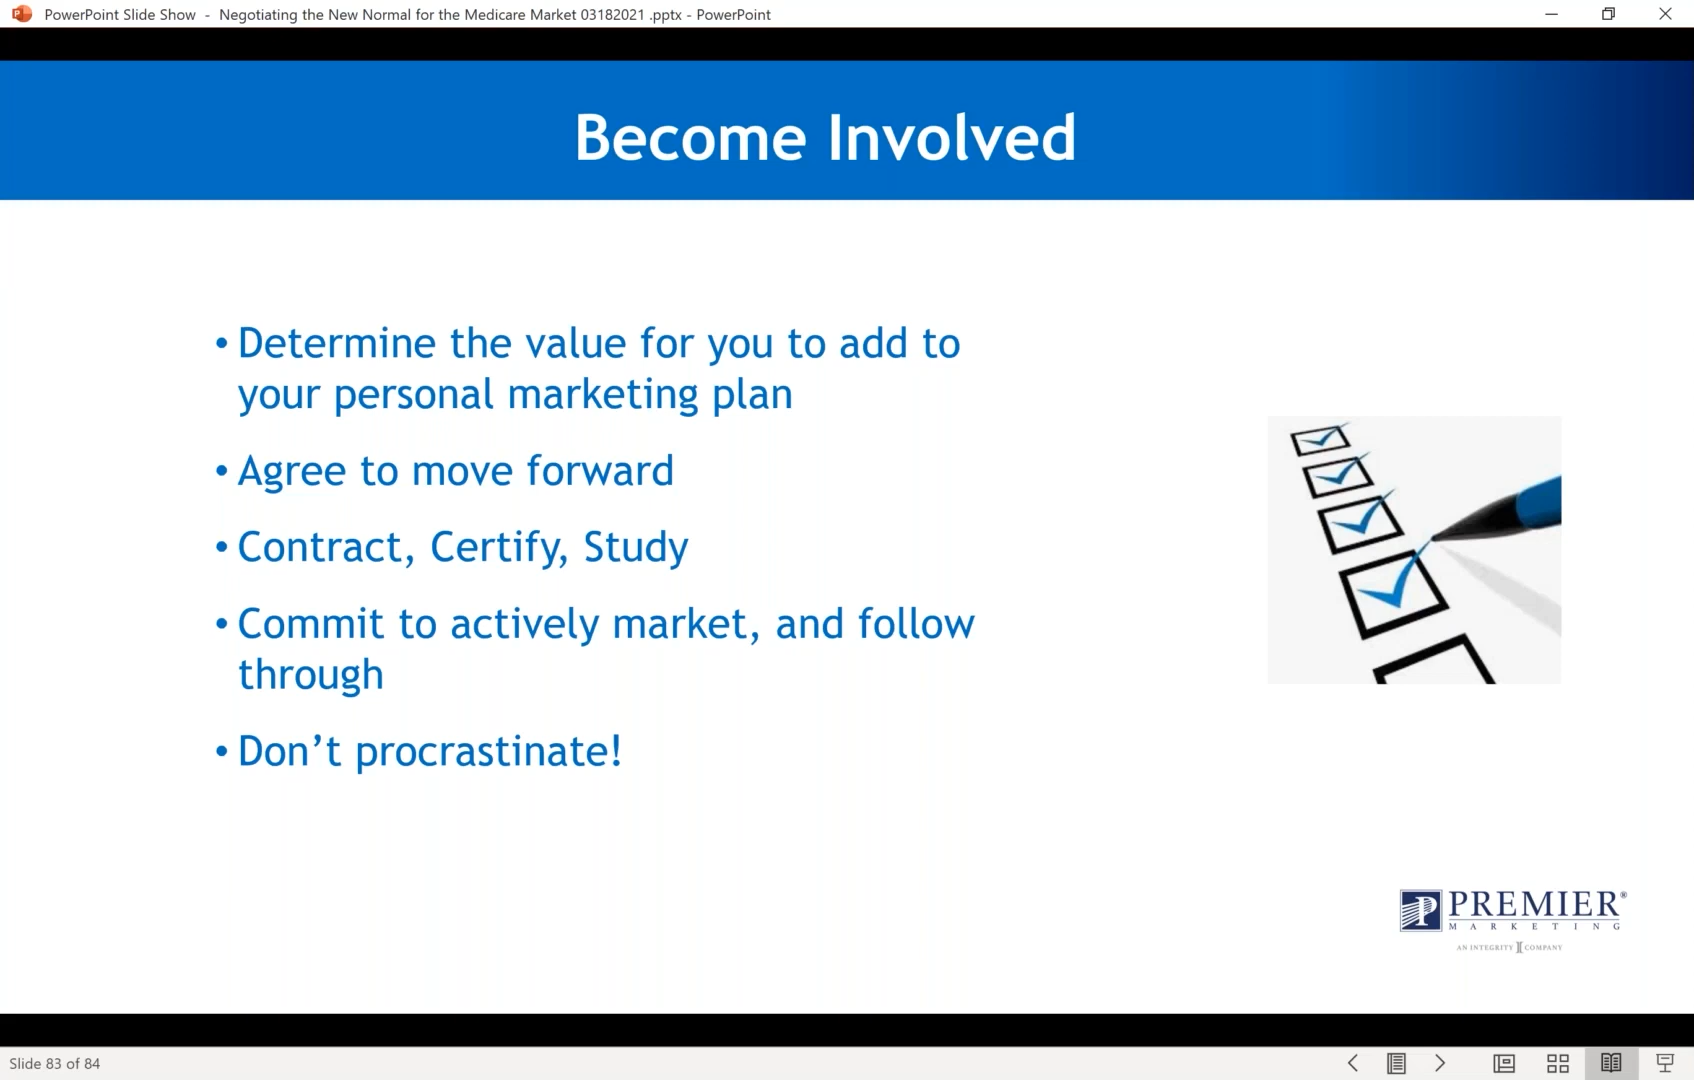 PowerPoint Slide Show - Negotiating the New Normal for the Medicare Market 03182021 .pptx - PowerPoint
Become Involved
• Determine the value for you to add to
your personal marketing plan
• Agree to move forward
• Contract, Certify, Study
• Commit to actively market, and follow
through
• Don’t procrastinate!
PREMIER®
MARKETING
AN INTEGRITY COMPANY
Slide 83 of 84